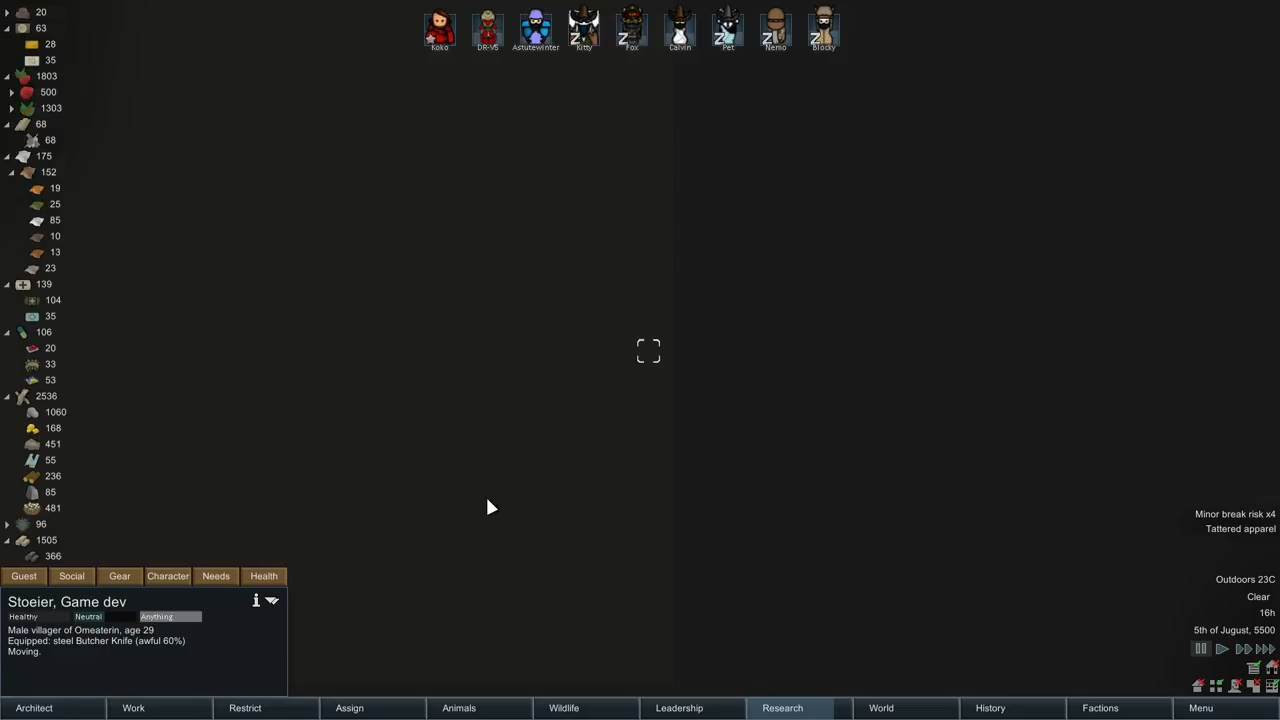 20
63
28
35
1803
500
1303
68
68
175
152
19
25
85
10
13
23
139
104
35
106
20
33
53
2536
1060
168
451
55
236
85
481
96
1505
366
Koko DR-V5 Astutewinter Kitty Fox Calvin Pet Nemo Blocky
Z Z Z Z Z Z
Minor break risk x4
Tattered apparel
Outdoors 23C
Clear
16h
5th of Jugust, 5500
Guest Social Gear Character Needs Health
Stoeier, Game dev
Healthy Neutral Anything
Male villager of Omeaterin, age 29
Equipped: steel Butcher Knife (awful 60%)
Moving.
Architect Work Restrict Assign Animals Wildlife Leadership Research World History Factions Menu